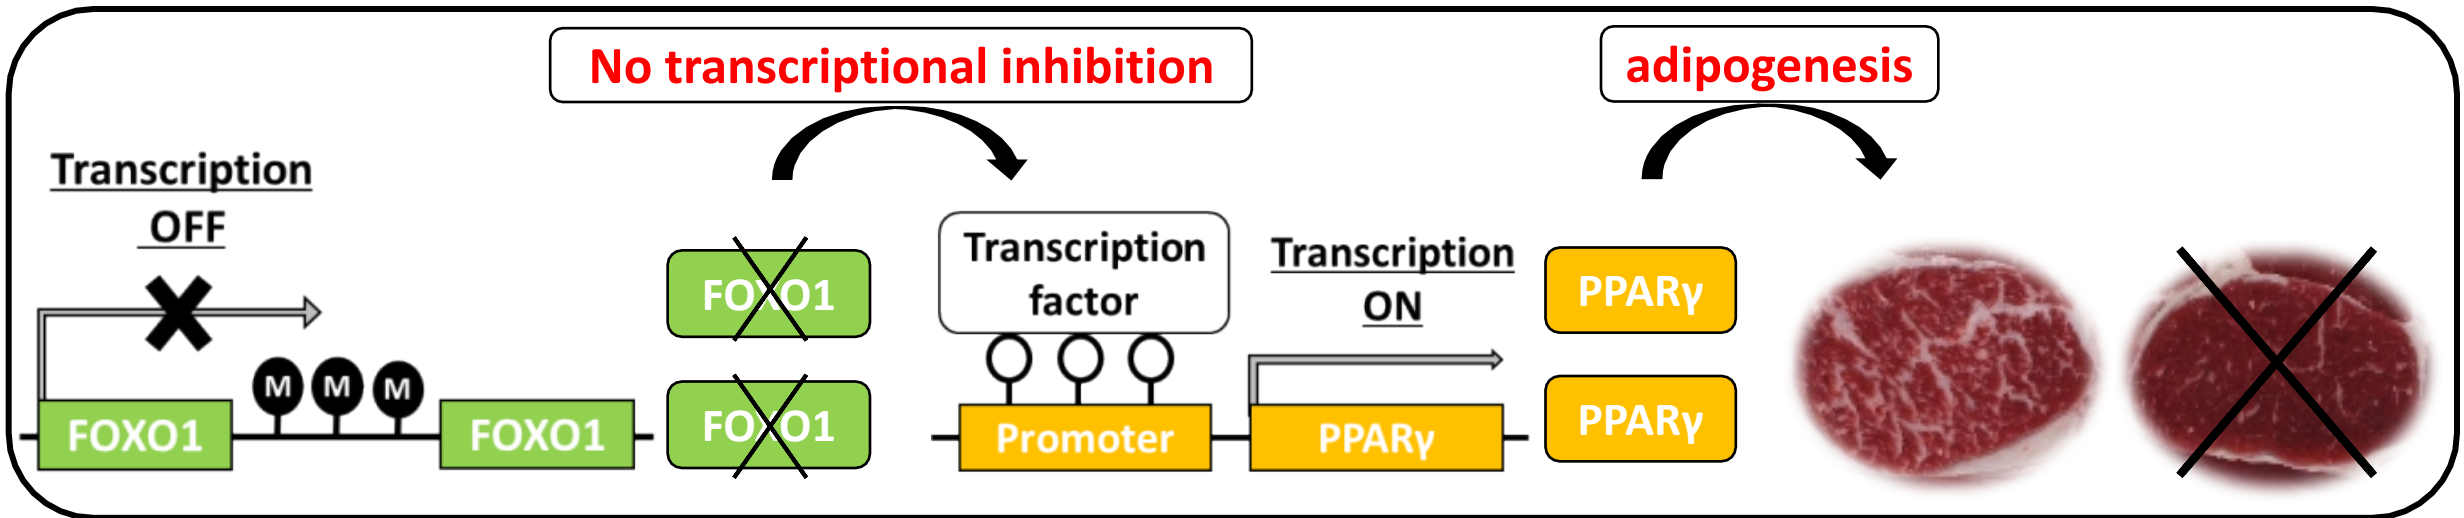 No transcriptional inhibition
adipogenesis
Transcription
OFF
M M M
FOXO1
FOXO1
FOXO1
FOXO1
Transcription
factor
Promoter
Transcription
ON
PPARγ
PPARγ
PPARγ